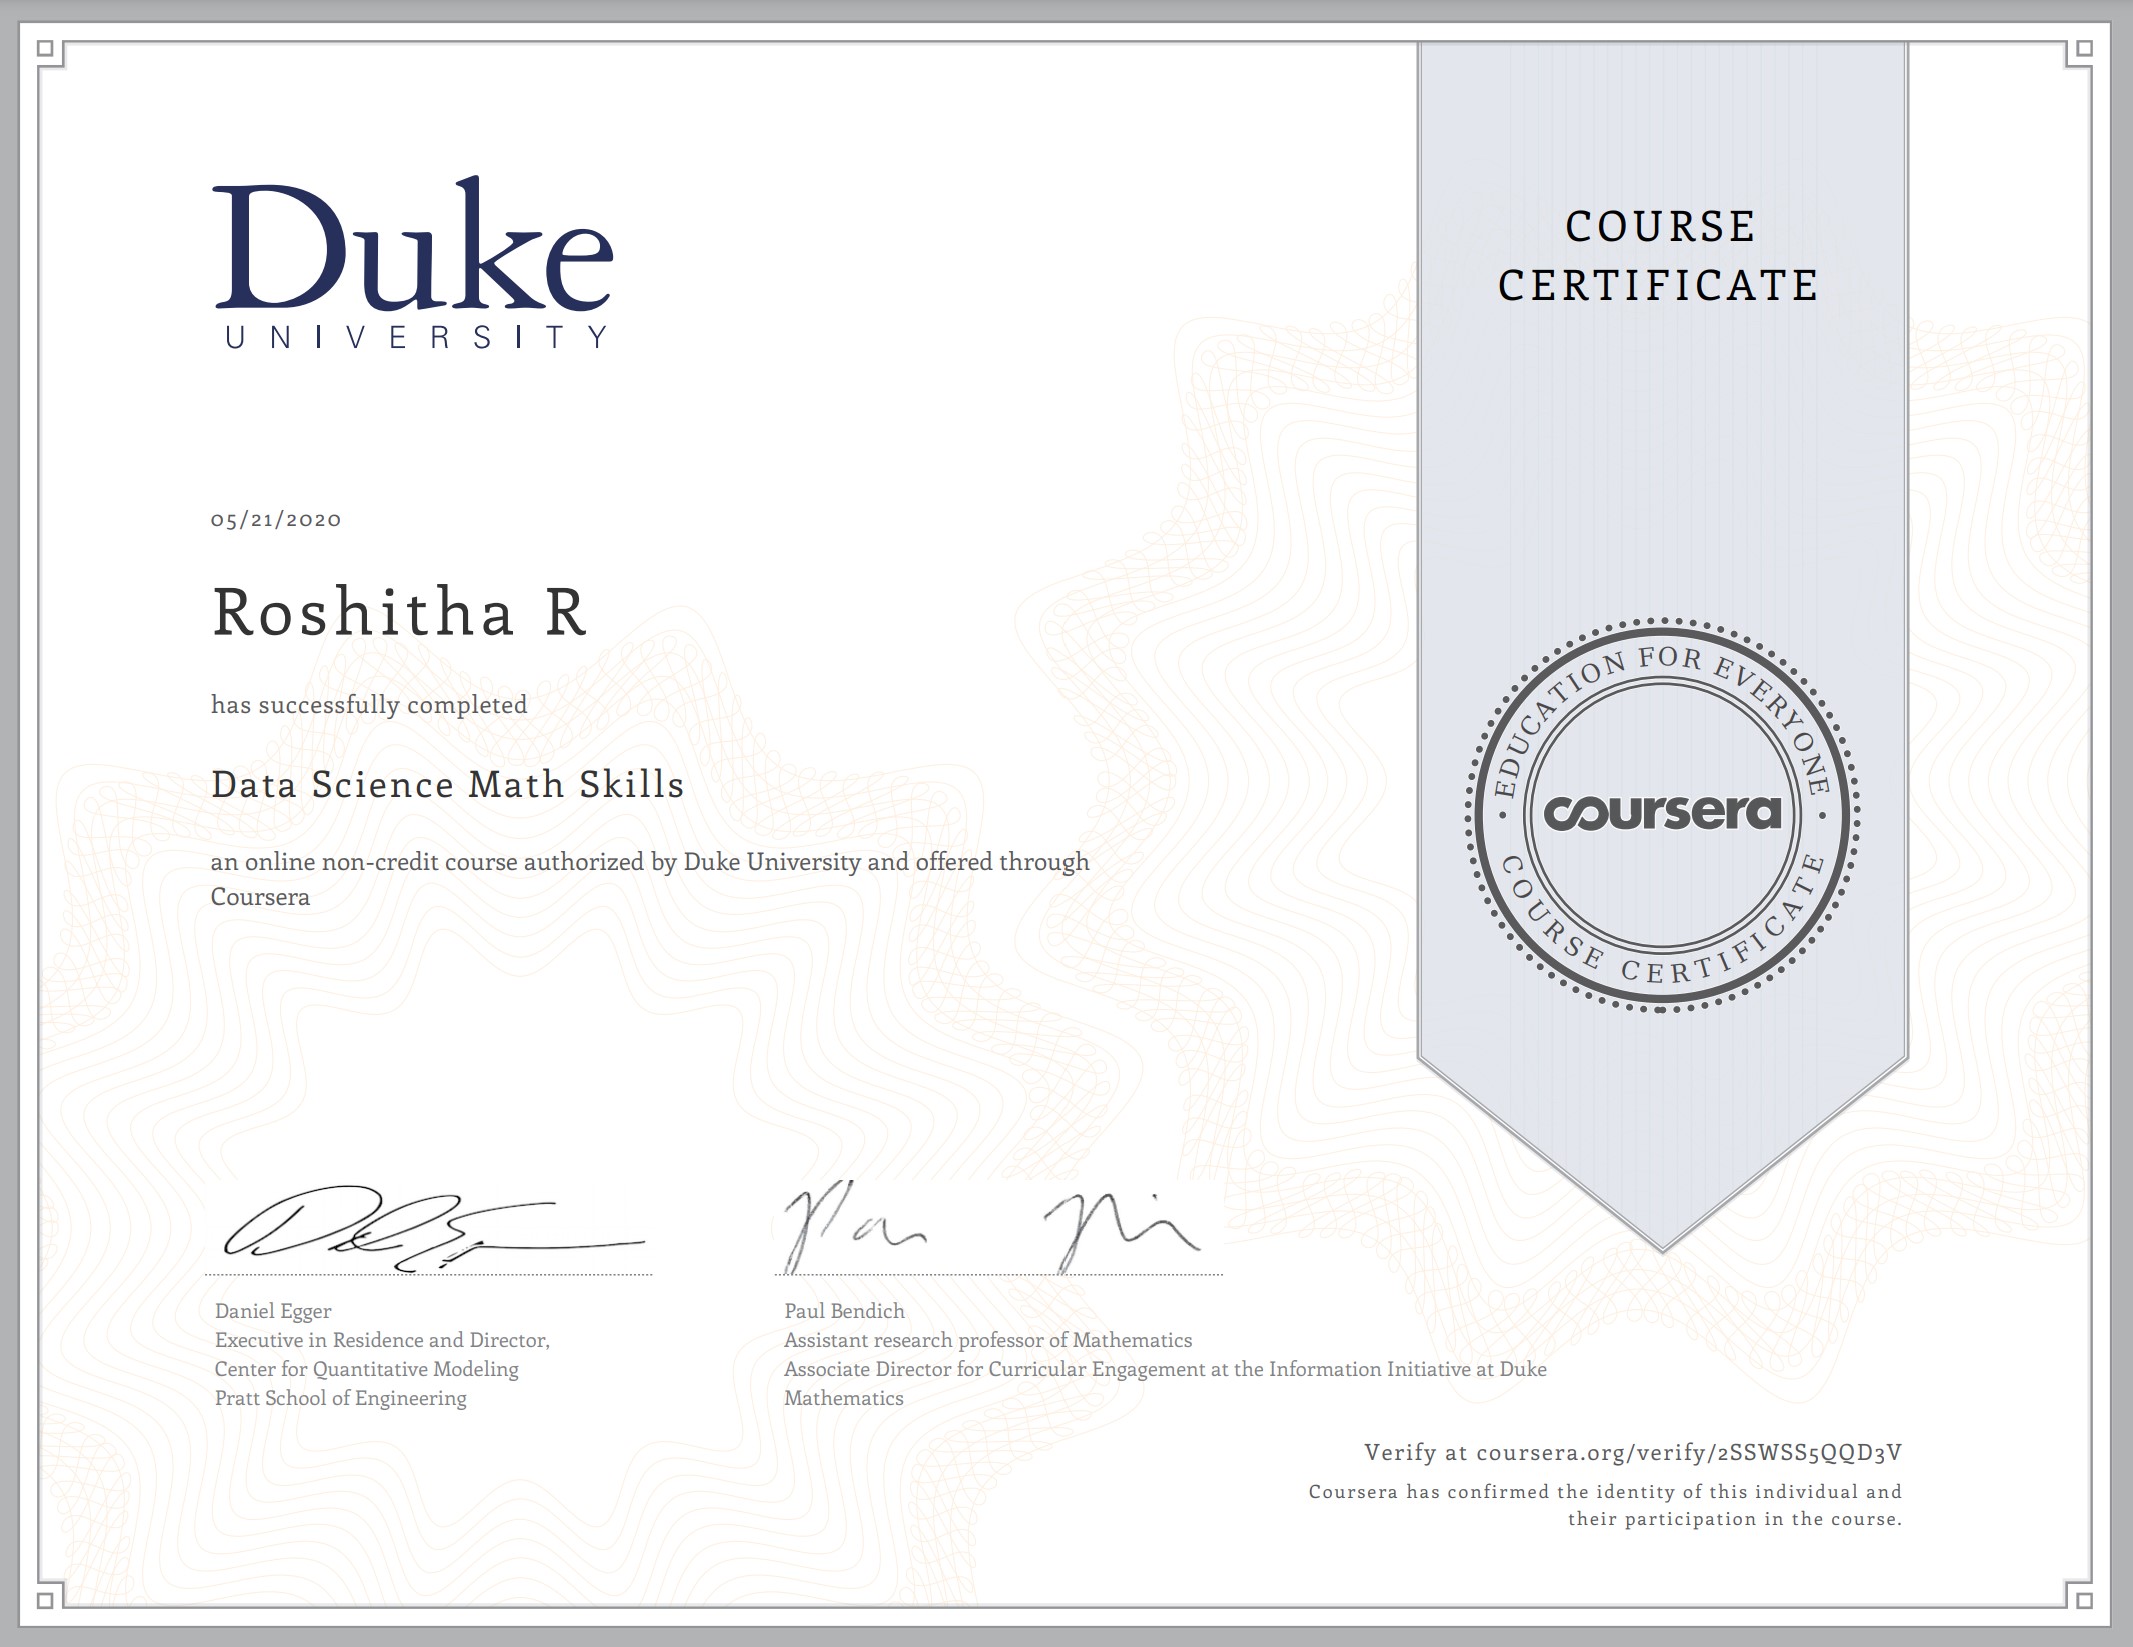 Duke
UNIVERSITY
COURSE
CERTIFICATE
05/21/2020
Roshitha R
has successfully completed
Data Science Math Skills
an online non-credit course authorized by Duke University and offered through
Coursera
EDUCATION FOR EVERYONE
coursera
COURSE CERTIFICATE
Daniel Egger
Executive in Residence and Director,
Center for Quantitative Modeling
Pratt School of Engineering
Paul Bendich
Assistant research professor of Mathematics
Associate Director for Curricular Engagement at the Information Initiative at Duke
Mathematics
Verify at coursera.org/verify/2SSWSS5QQD3V
Coursera has confirmed the identity of this individual and
their participation in the course.